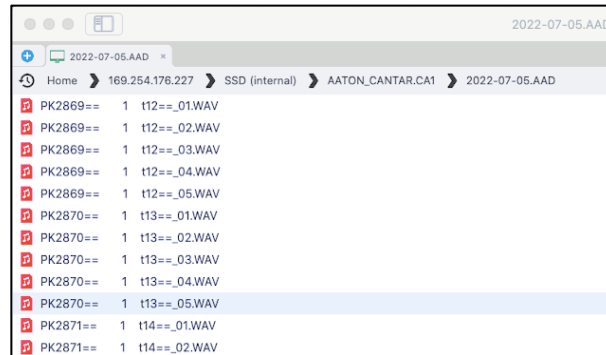 2022-07-05.AAD
2022-07-05.AAD ×
Home ❯ 169.254.176.227 ❯ SSD (internal) ❯ AATON_CANTAR.CA1 ❯ 2022-07-05.AAD
PK2869== 1 t12==_01.WAV
PK2869== 1 t12==_02.WAV
PK2869== 1 t12==_03.WAV
PK2869== 1 t12==_04.WAV
PK2869== 1 t12==_05.WAV
PK2870== 1 t13==_01.WAV
PK2870== 1 t13==_02.WAV
PK2870== 1 t13==_03.WAV
PK2870== 1 t13==_04.WAV
PK2870== 1 t13==_05.WAV
PK2871== 1 t14==_01.WAV
PK2871== 1 t14==_02.WAV